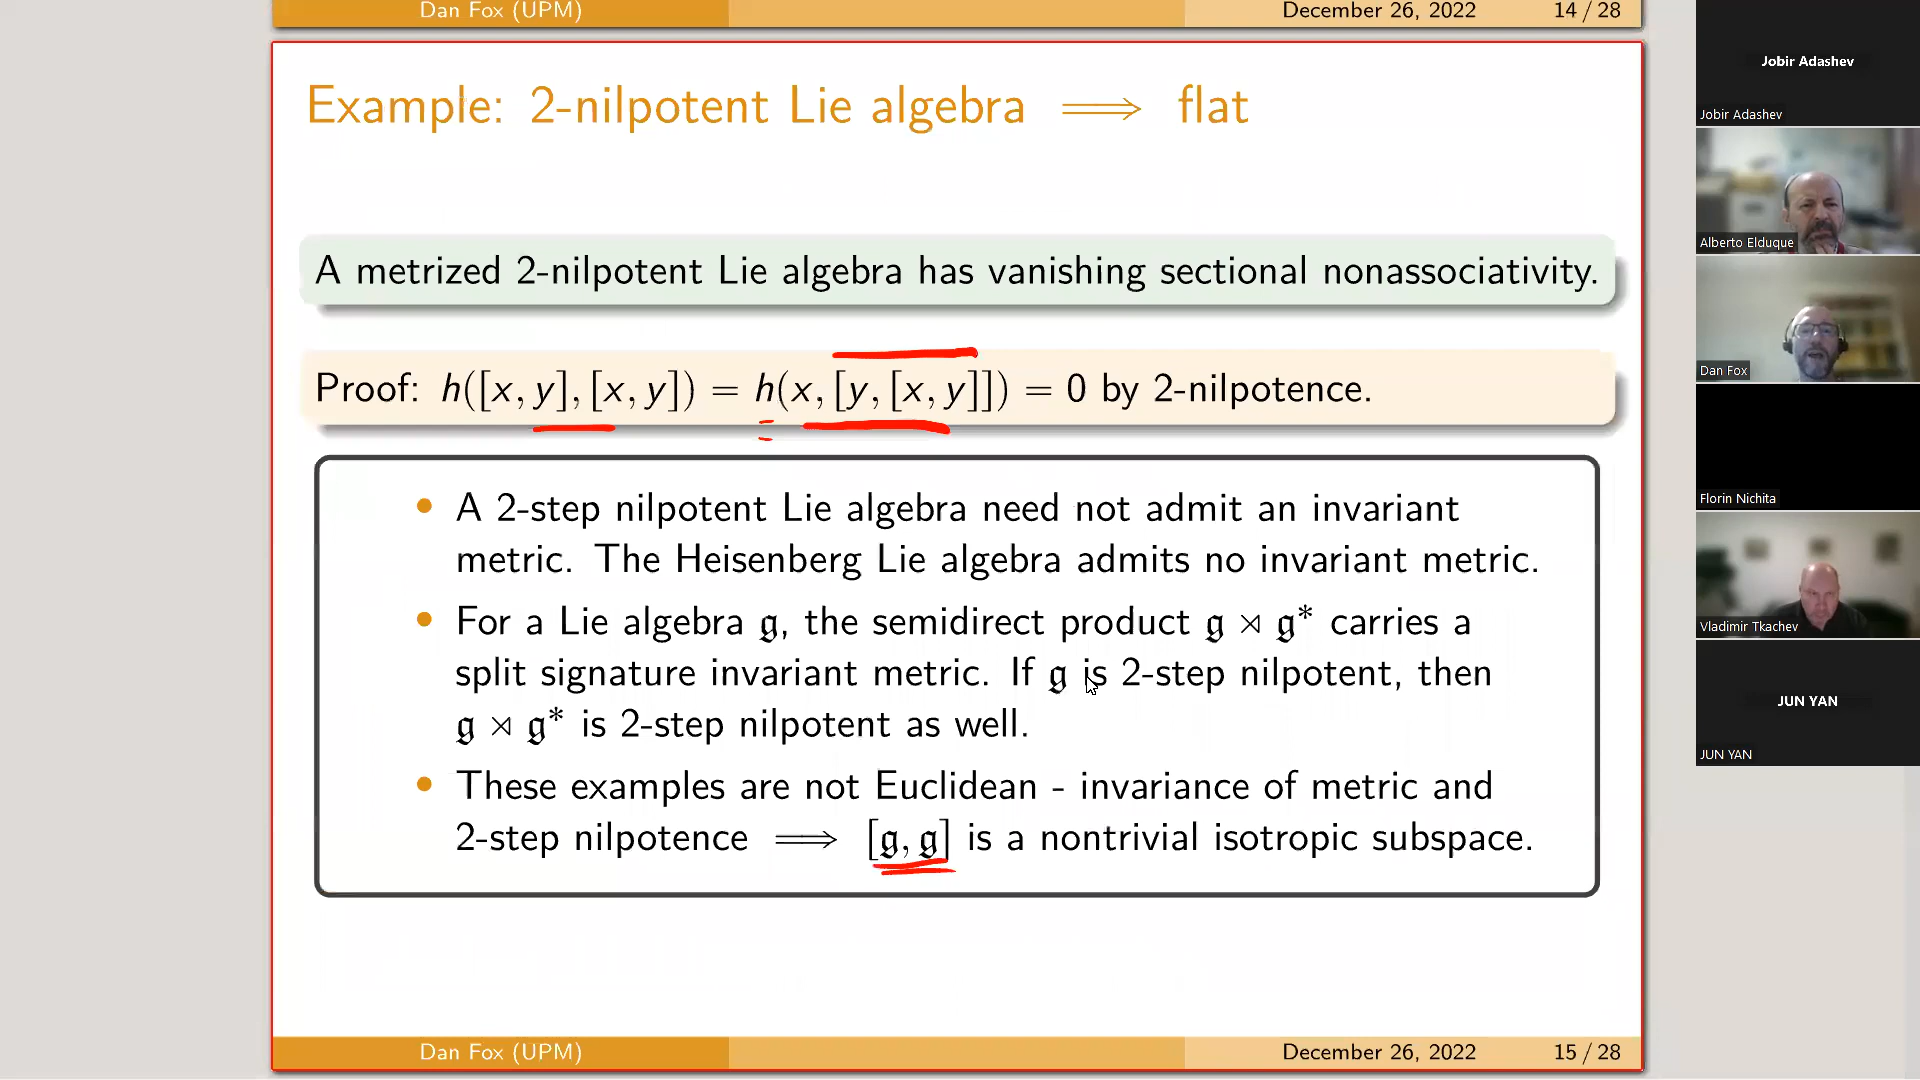 Dan Fox (UPM) December 26, 2022 14 / 28
Example: 2-nilpotent Lie algebra ⟹ flat
A metrized 2-nilpotent Lie algebra has vanishing sectional nonassociativity.
Proof: h([x, y], [x, y]) = h(x, [y, [x, y]]) = 0 by 2-nilpotence.
• A 2-step nilpotent Lie algebra need not admit an invariant
metric. The Heisenberg Lie algebra admits no invariant metric.
• For a Lie algebra 𝔤, the semidirect product 𝔤 ⋊ 𝔤* carries a
split signature invariant metric. If 𝔤 is 2-step nilpotent, then
𝔤 ⋊ 𝔤* is 2-step nilpotent as well.
• These examples are not Euclidean - invariance of metric and
2-step nilpotence ⟹ [𝔤, 𝔤] is a nontrivial isotropic subspace.
Dan Fox (UPM) December 26, 2022 15 / 28
Jobir Adashev
Jobir Adashev
Alberto Elduque
Dan Fox
Florin Nichita
Vladimir Tkachev
JUN YAN
JUN YAN